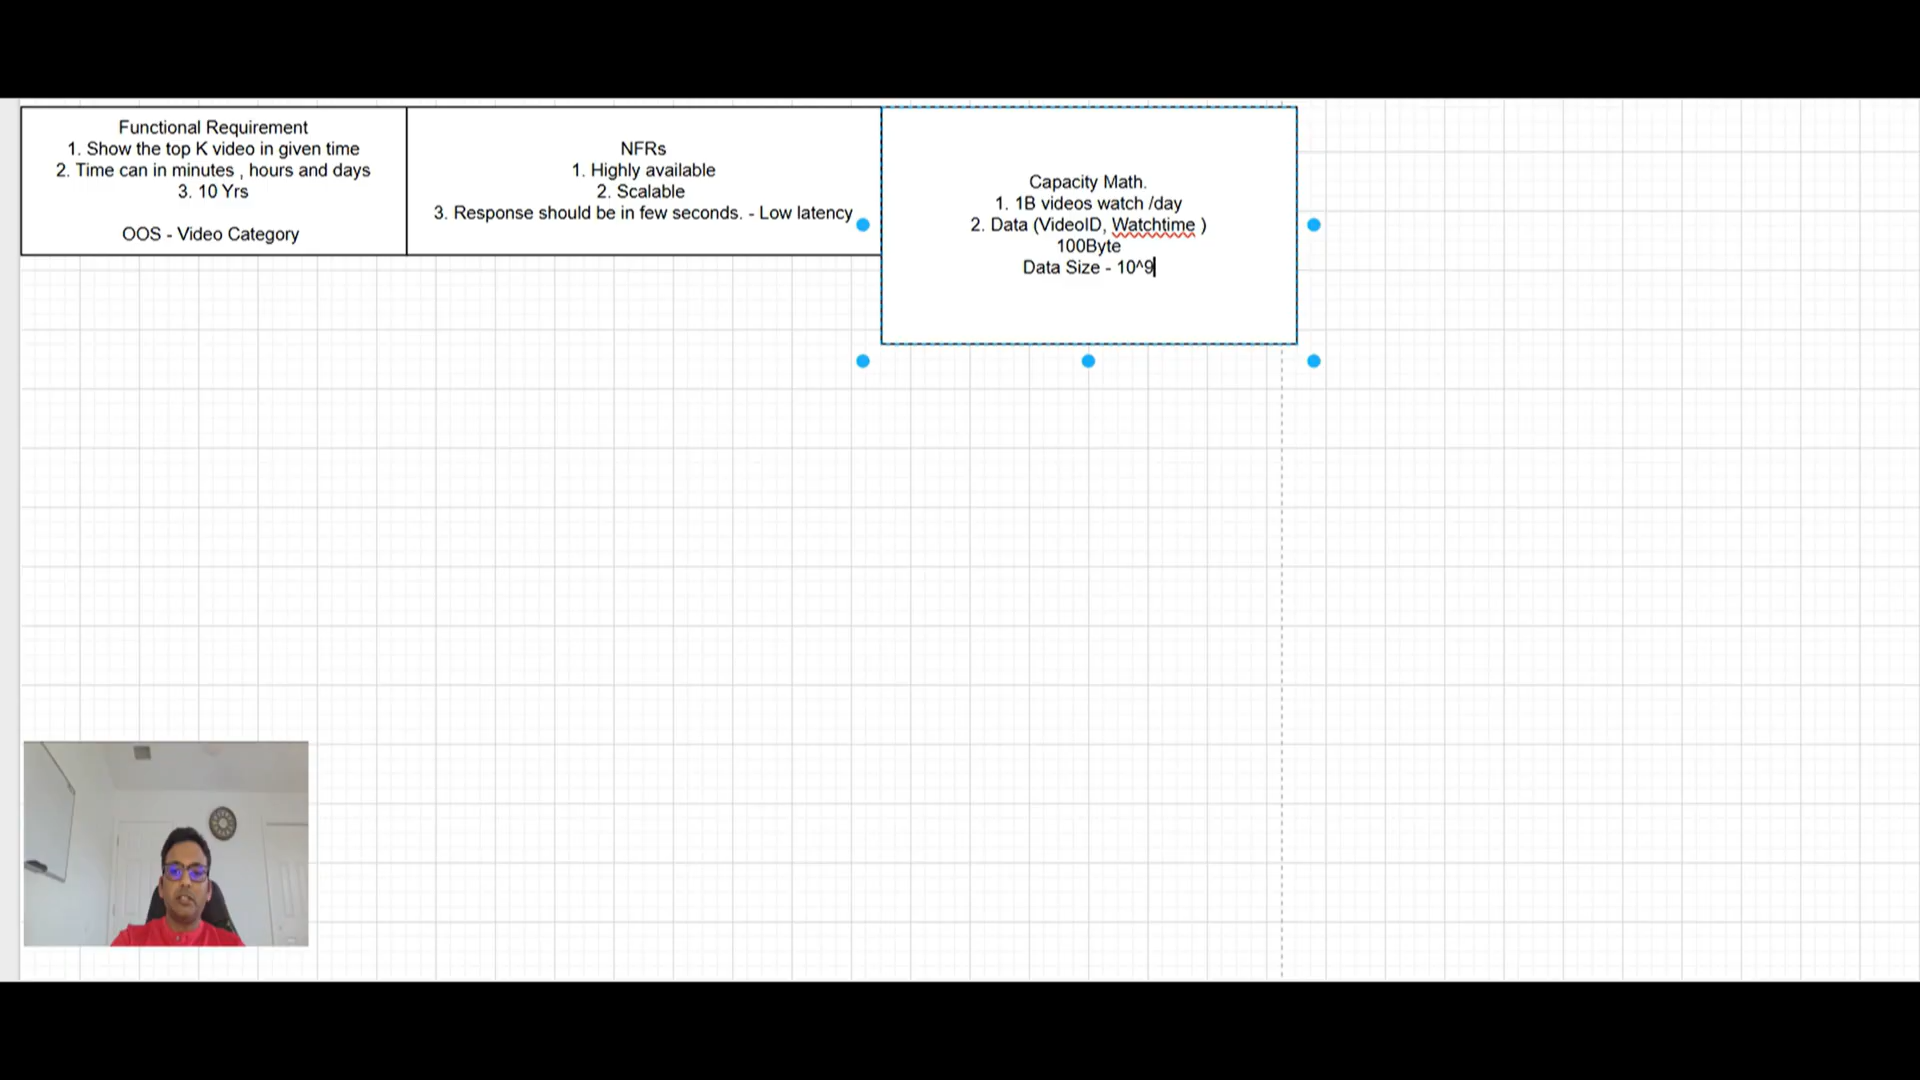 Functional Requirement
1. Show the top K video in given time
2. Time can in minutes , hours and days
3. 10 Yrs
OOS - Video Category
NFRs
1. Highly available
2. Scalable
3. Response should be in few seconds. - Low latency
Capacity Math.
1. 1B videos watch /day
2. Data (VideoID, Watchtime )
100Byte
Data Size - 10^9